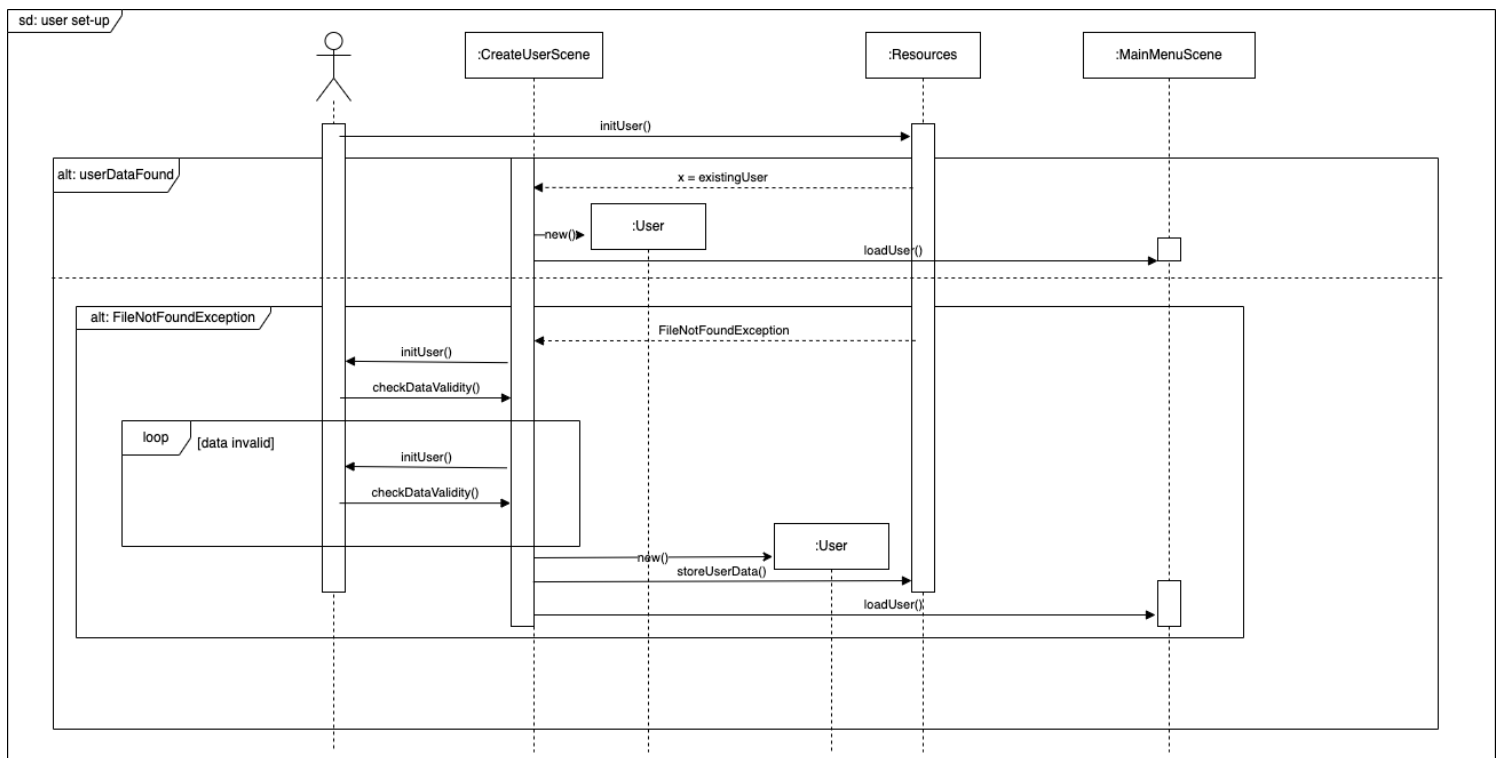 sd: user set-up
:CreateUserScene
:Resources
:MainMenuScene
initUser()
alt: userDataFound
x = existingUser
:User
new()
loadUser()
alt: FileNotFoundException
FileNotFoundException
initUser()
checkDataValidity()
loop
[data invalid]
initUser()
checkDataValidity()
:User
new()
storeUserData()
loadUser()